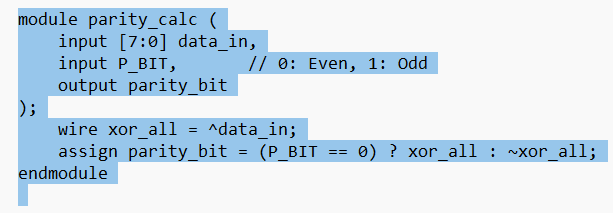 module parity_calc (
    input [7:0] data_in,
    input P_BIT,        // 0: Even, 1: Odd
    output parity_bit
);
    wire xor_all = ^data_in;
    assign parity_bit = (P_BIT == 0) ? xor_all : ~xor_all;
endmodule